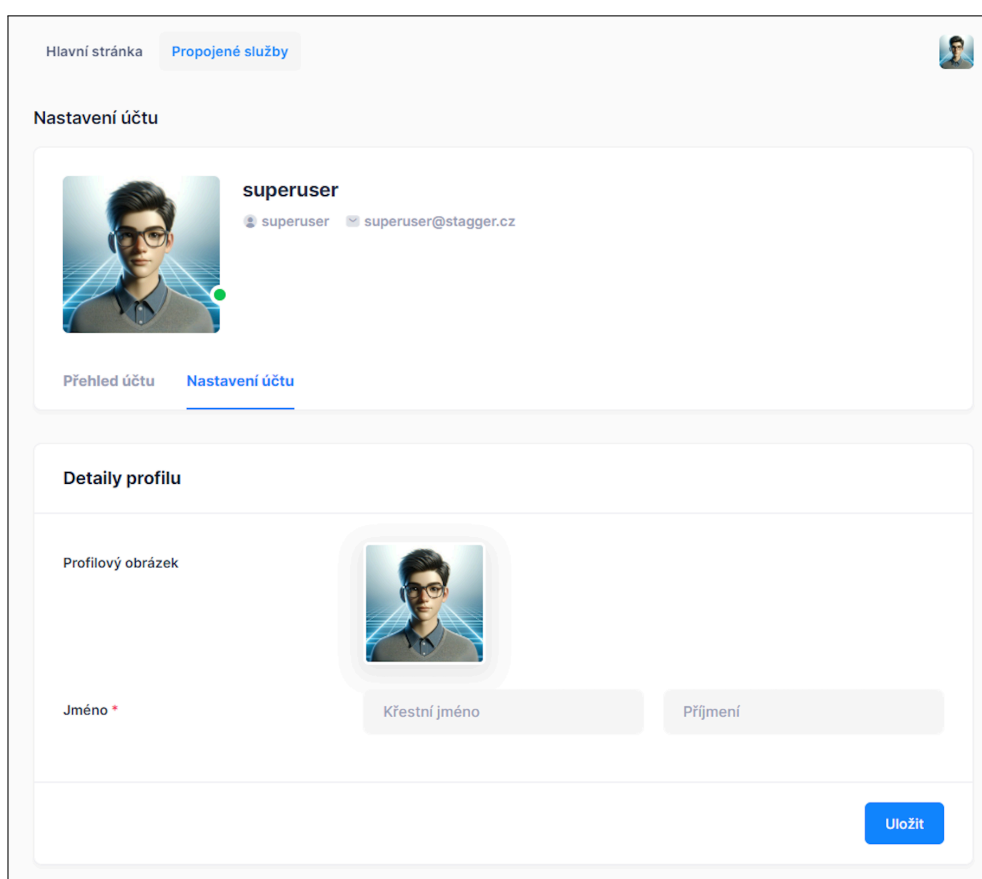 Hlavní stránka Propojené služby
Nastavení účtu
superuser
superuser superuser@stagger.cz
Přehled účtu Nastavení účtu
Detaily profilu
Profilový obrázek
Jméno * Křestní jméno Příjmení
Uložit